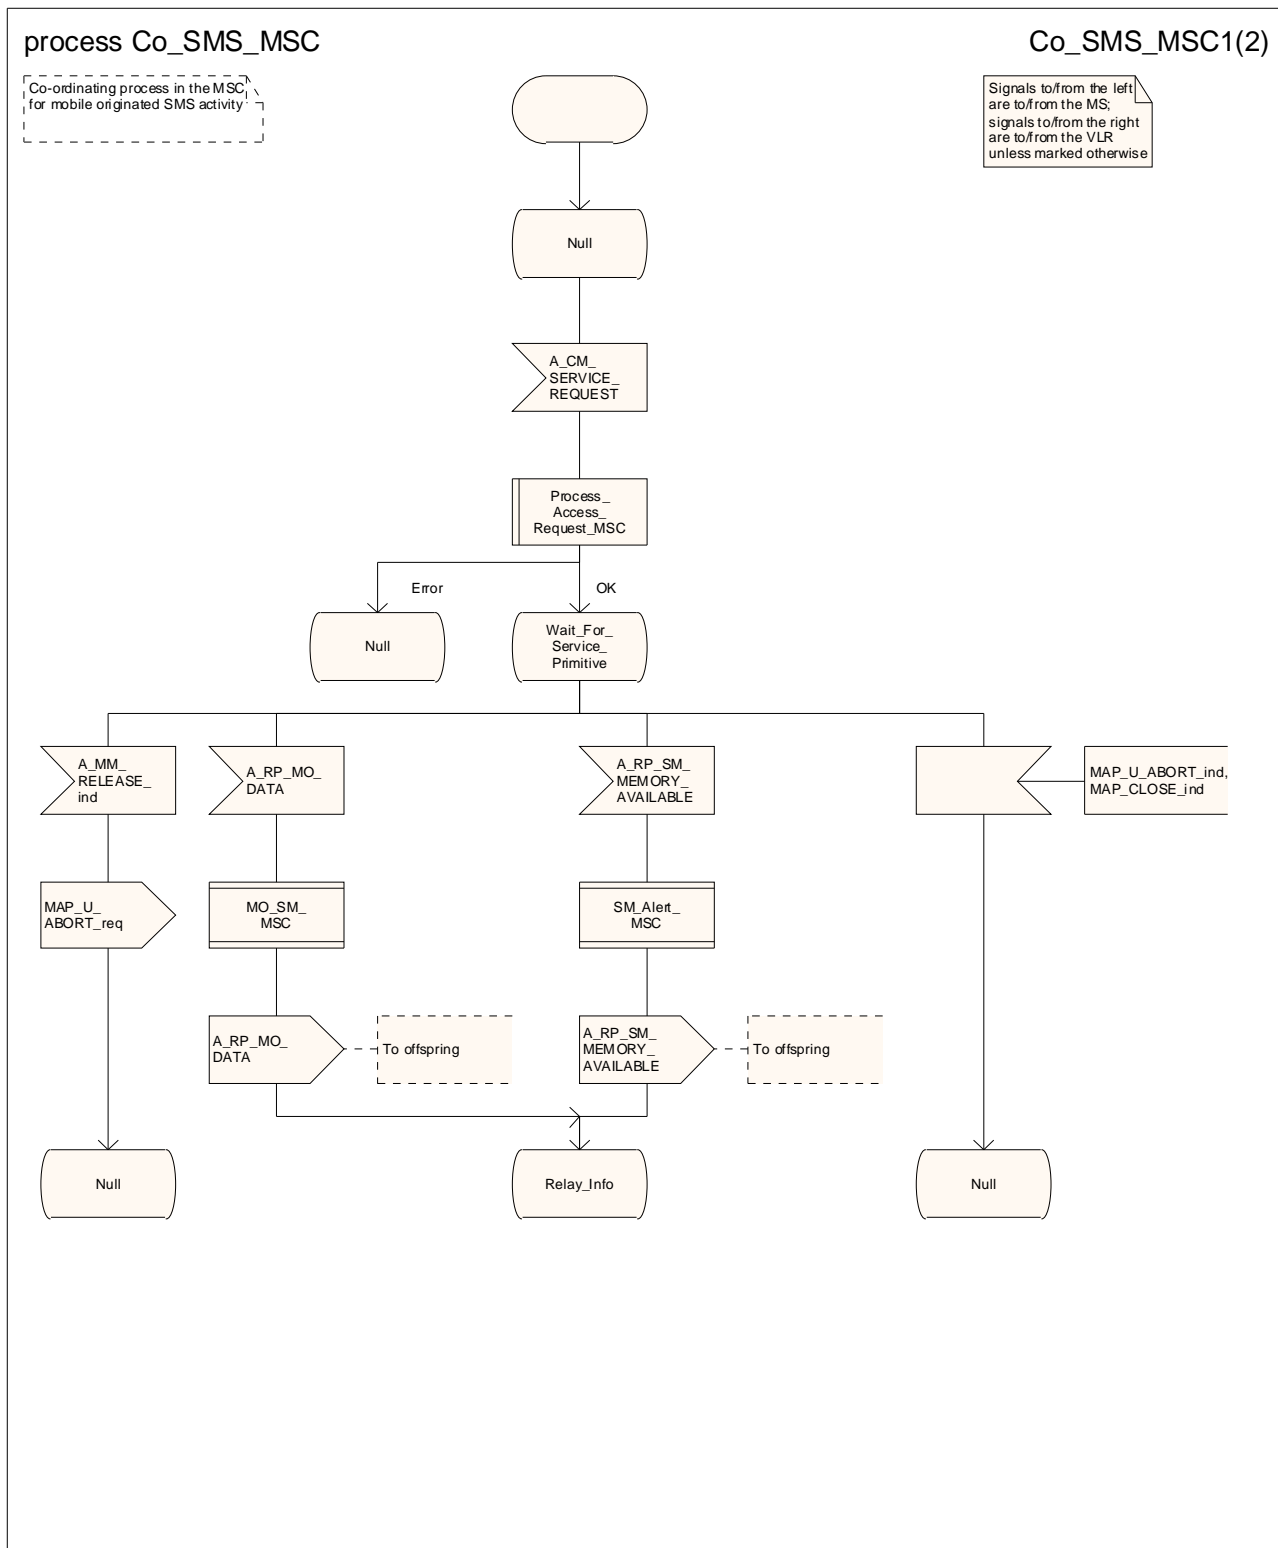 process Co_SMS_MSC
Co_SMS_MSC1(2)
Co-ordinating process in the MSC
for mobile originated SMS activity
Signals to/from the left
are to/from the MS;
signals to/from the right
are to/from the VLR
unless marked otherwise
Null
A_CM_
SERVICE_
REQUEST
Process_
Access_
Request_MSC
Error
OK
Null
Wait_For_
Service_
Primitive
A_MM_
RELEASE_
ind
A_RP_MO_
DATA
A_RP_SM_
MEMORY_
AVAILABLE
MAP_U_ABORT_ind,
MAP_CLOSE_ind
MAP_U_
ABORT_req
MO_SM_
MSC
SM_Alert_
MSC
A_RP_MO_
DATA
To offspring
A_RP_SM_
MEMORY_
AVAILABLE
To offspring
Null
Relay_Info
Null